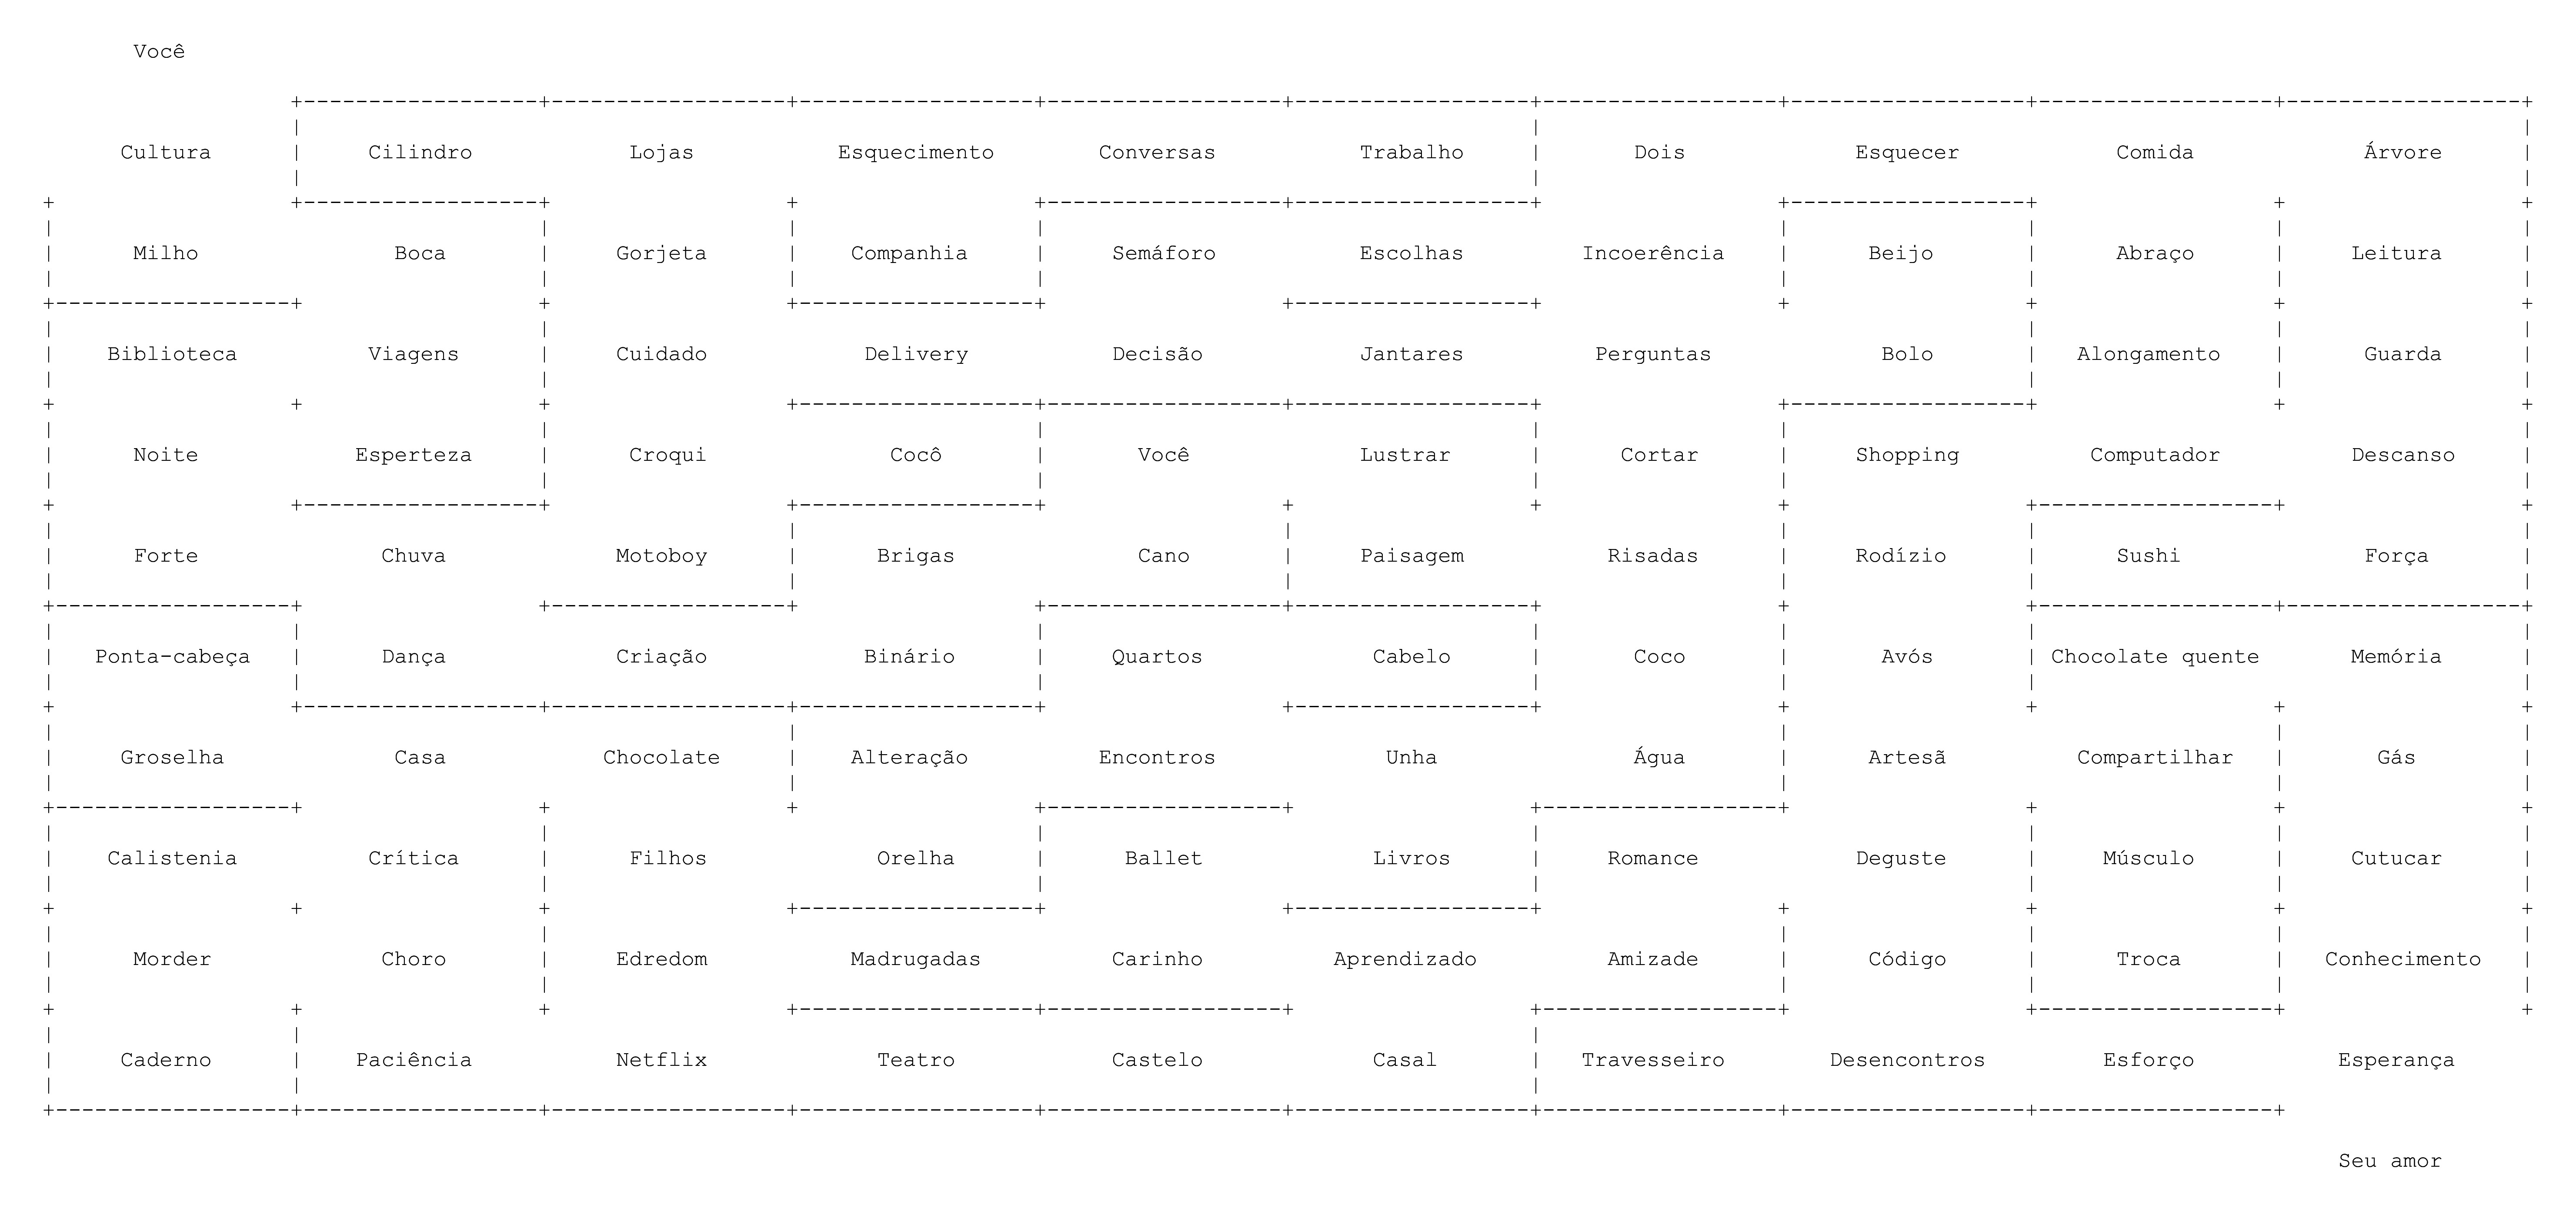 Você
Cultura Cilindro Lojas Esquecimento Conversas Trabalho Dois Esquecer Comida Árvore
Milho Boca Gorjeta Companhia Semáforo Escolhas Incoerência Beijo Abraço Leitura
Biblioteca Viagens Cuidado Delivery Decisão Jantares Perguntas Bolo Alongamento Guarda
Noite Esperteza Croqui Cocô Você Lustrar Cortar Shopping Computador Descanso
Forte Chuva Motoboy Brigas Cano Paisagem Risadas Rodízio Sushi Força
Ponta-cabeça Dança Criação Binário Quartos Cabelo Coco Avós Chocolate quente Memória
Groselha Casa Chocolate Alteração Encontros Unha Água Artesã Compartilhar Gás
Calistenia Crítica Filhos Orelha Ballet Livros Romance Deguste Músculo Cutucar
Morder Choro Edredom Madrugadas Carinho Aprendizado Amizade Código Troca Conhecimento
Caderno Paciência Netflix Teatro Castelo Casal Travesseiro Desencontros Esforço Esperança
Seu amor